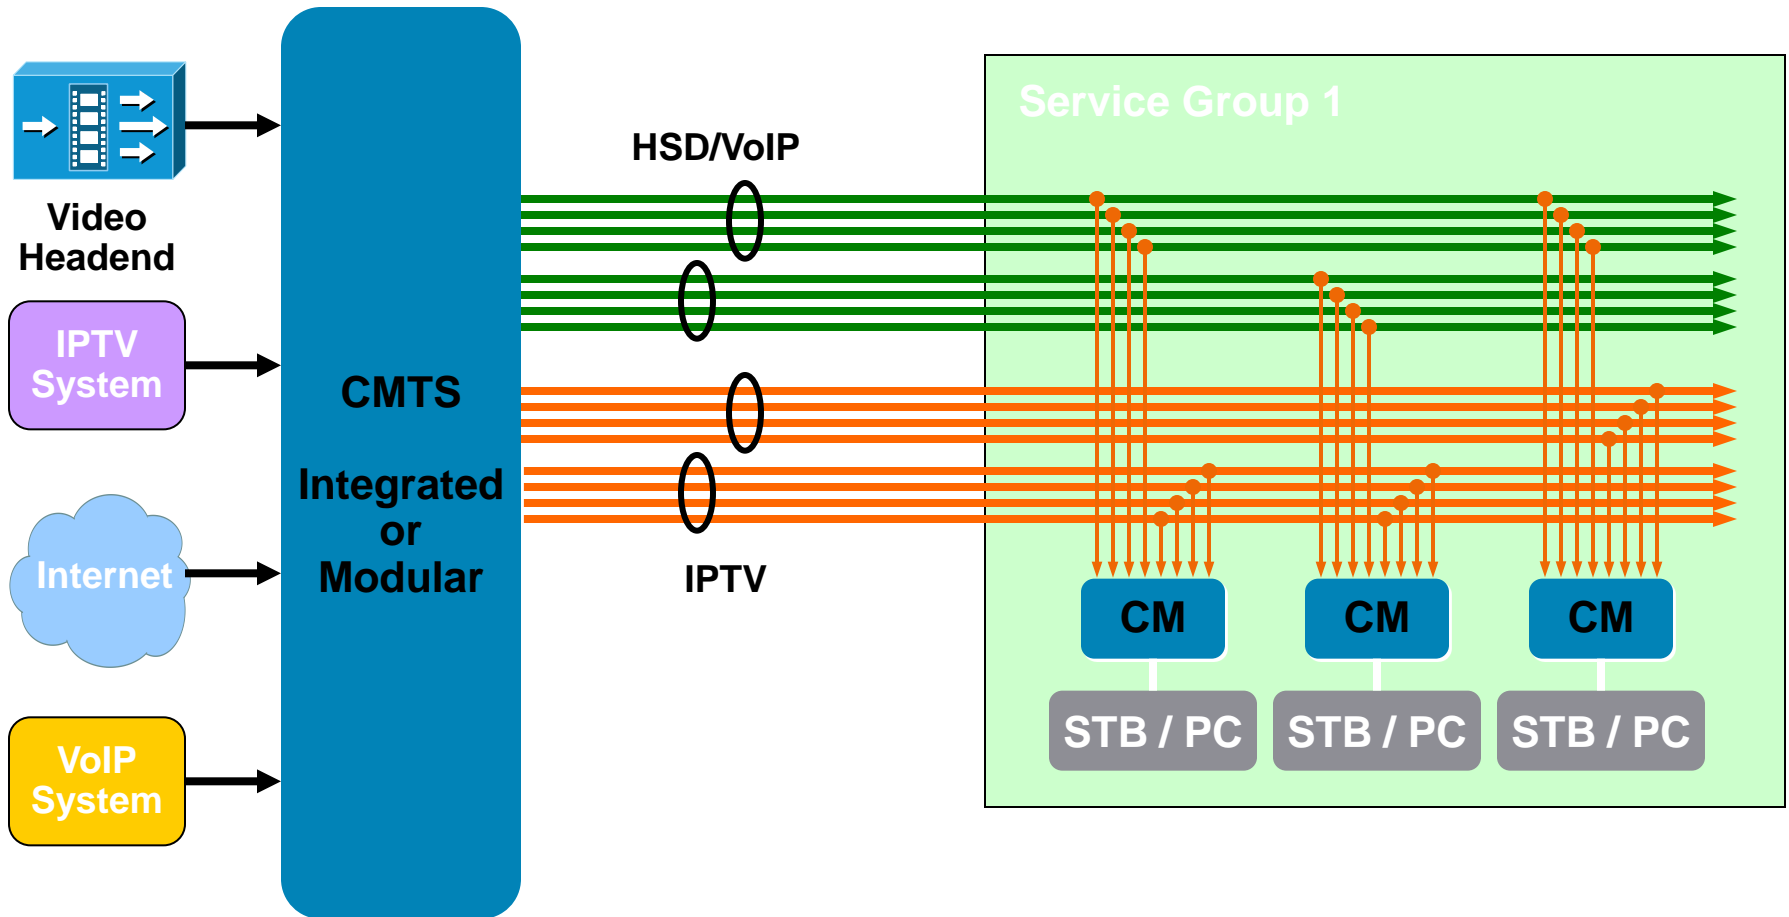 Video
Headend
IPTV
System
Internet
VoIP
System
CMTS
Integrated
or
Modular
HSD/VoIP
IPTV
Service Group 1
CM
CM
CM
STB / PC
STB / PC
STB / PC